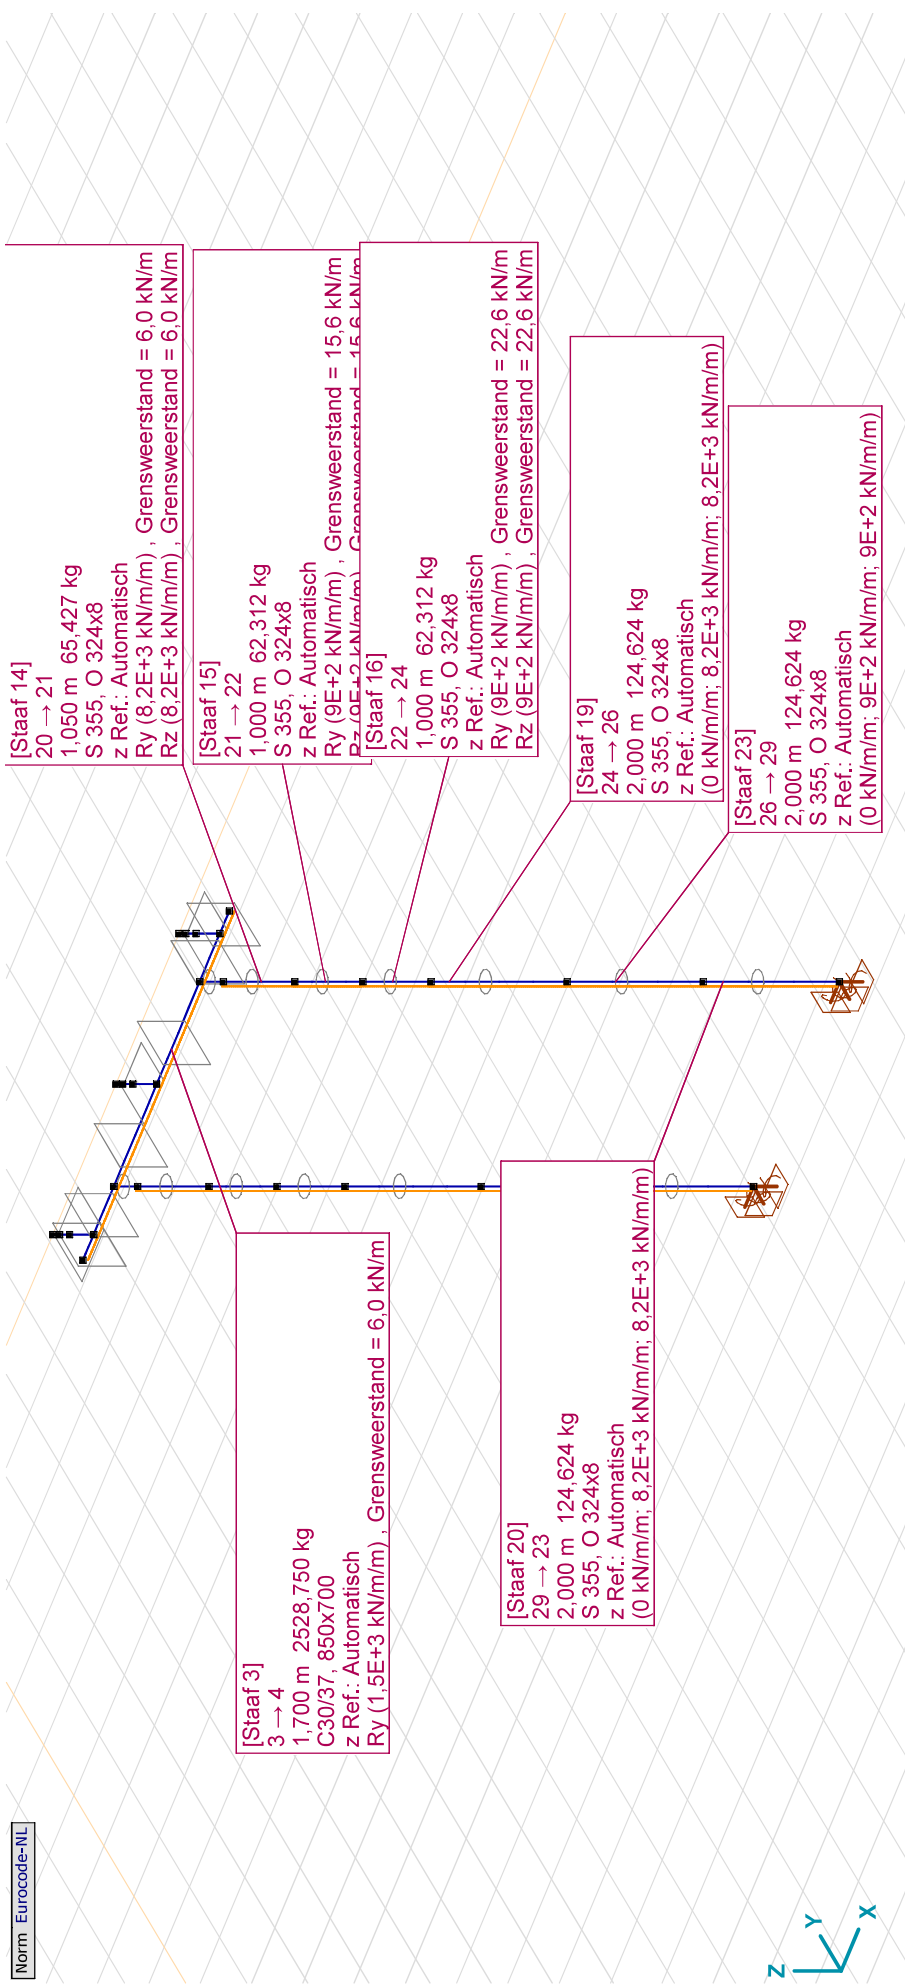 Norm Eurocode-NL
[Staaf 14]
20 → 21
1,050 m 65,427 kg
S 355, O 324x8
z Ref.: Automatisch
Ry (8,2E+3 kN/m/m) , Grensweerstand = 6,0 kN/m
Rz (8,2E+3 kN/m/m) , Grensweerstand = 6,0 kN/m
[Staaf 15]
21 → 22
1,000 m 62,312 kg
S 355, O 324x8
z Ref.: Automatisch
Ry (9E+2 kN/m/m) , Grensweerstand = 15,6 kN/m
Rz (9E+2 kN/m/m) , Grensweerstand = 15,6 kN/m
[Staaf 16]
22 → 24
1,000 m 62,312 kg
S 355, O 324x8
z Ref.: Automatisch
Ry (9E+2 kN/m/m) , Grensweerstand = 22,6 kN/m
Rz (9E+2 kN/m/m) , Grensweerstand = 22,6 kN/m
[Staaf 19]
24 → 26
2,000 m 124,624 kg
S 355, O 324x8
z Ref.: Automatisch
(0 kN/m/m; 8,2E+3 kN/m/m; 8,2E+3 kN/m/m)
[Staaf 23]
26 → 29
2,000 m 124,624 kg
S 355, O 324x8
z Ref.: Automatisch
(0 kN/m/m; 9E+2 kN/m/m; 9E+2 kN/m/m)
[Staaf 3]
3 → 4
1,700 m 2528,750 kg
C30/37, 850x700
z Ref.: Automatisch
Ry (1,5E+3 kN/m/m) , Grensweerstand = 6,0 kN/m
[Staaf 20]
29 → 23
2,000 m 124,624 kg
S 355, O 324x8
z Ref.: Automatisch
(0 kN/m/m; 8,2E+3 kN/m/m; 8,2E+3 kN/m/m)
Z
Y
X